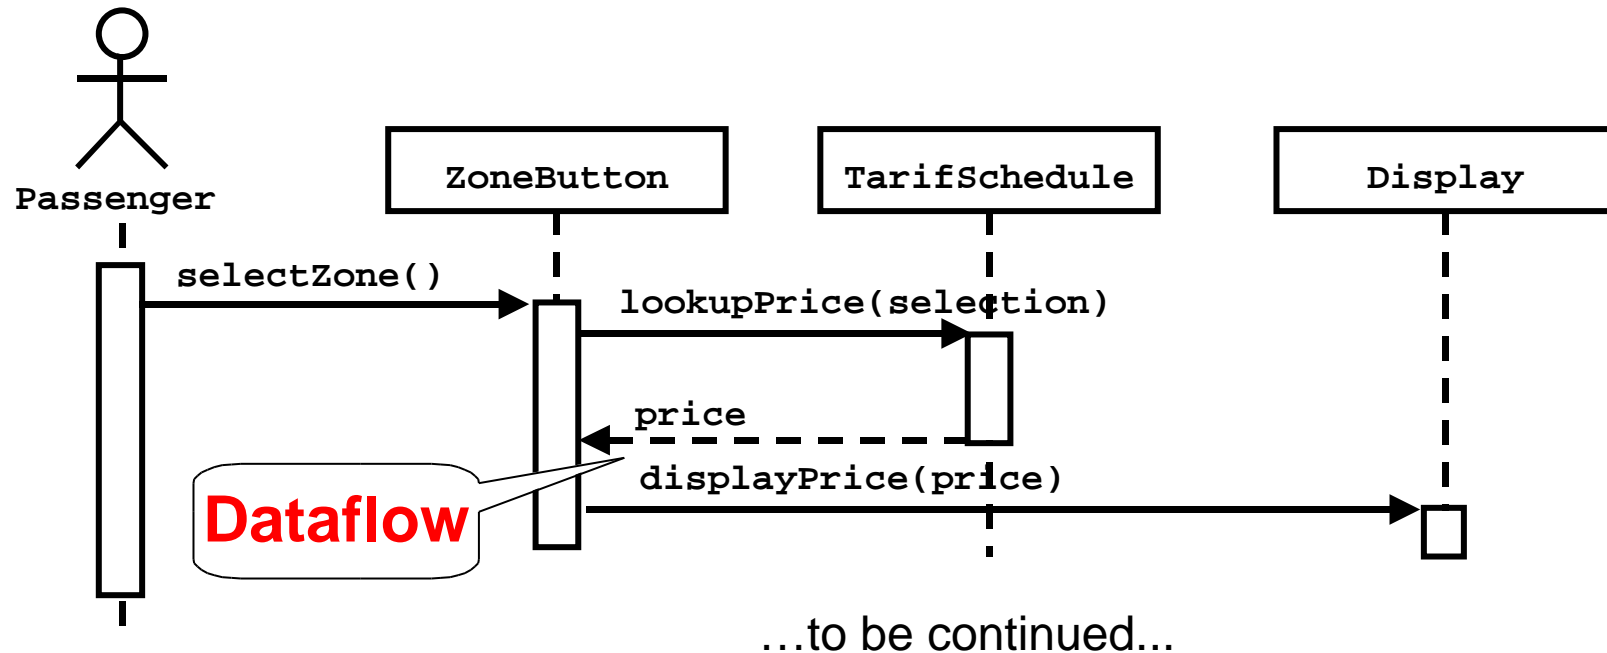 Passenger
ZoneButton
TarifSchedule
Display
selectZone()
lookupPrice(selection)
price
displayPrice(price)
Dataflow
…to be continued...